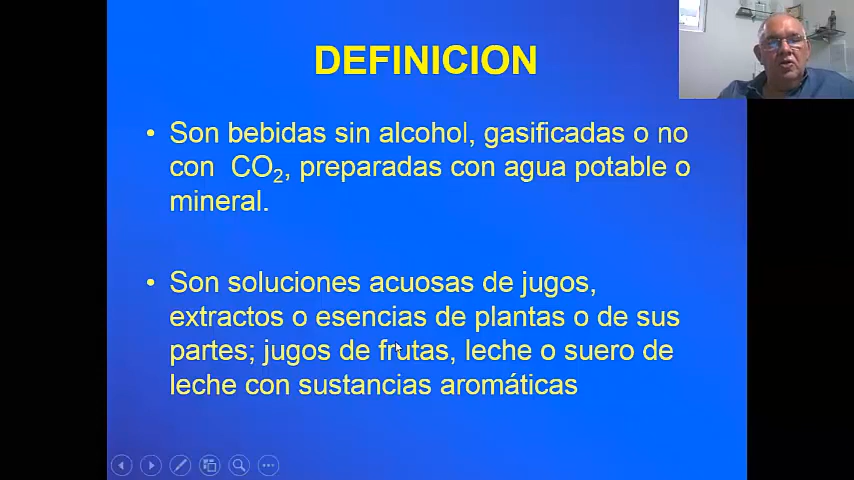 DEFINICION
• Son bebidas sin alcohol, gasificadas o no
con CO₂, preparadas con agua potable o
mineral.
• Son soluciones acuosas de jugos,
extractos o esencias de plantas o de sus
partes; jugos de frutas, leche o suero de
leche con sustancias aromáticas